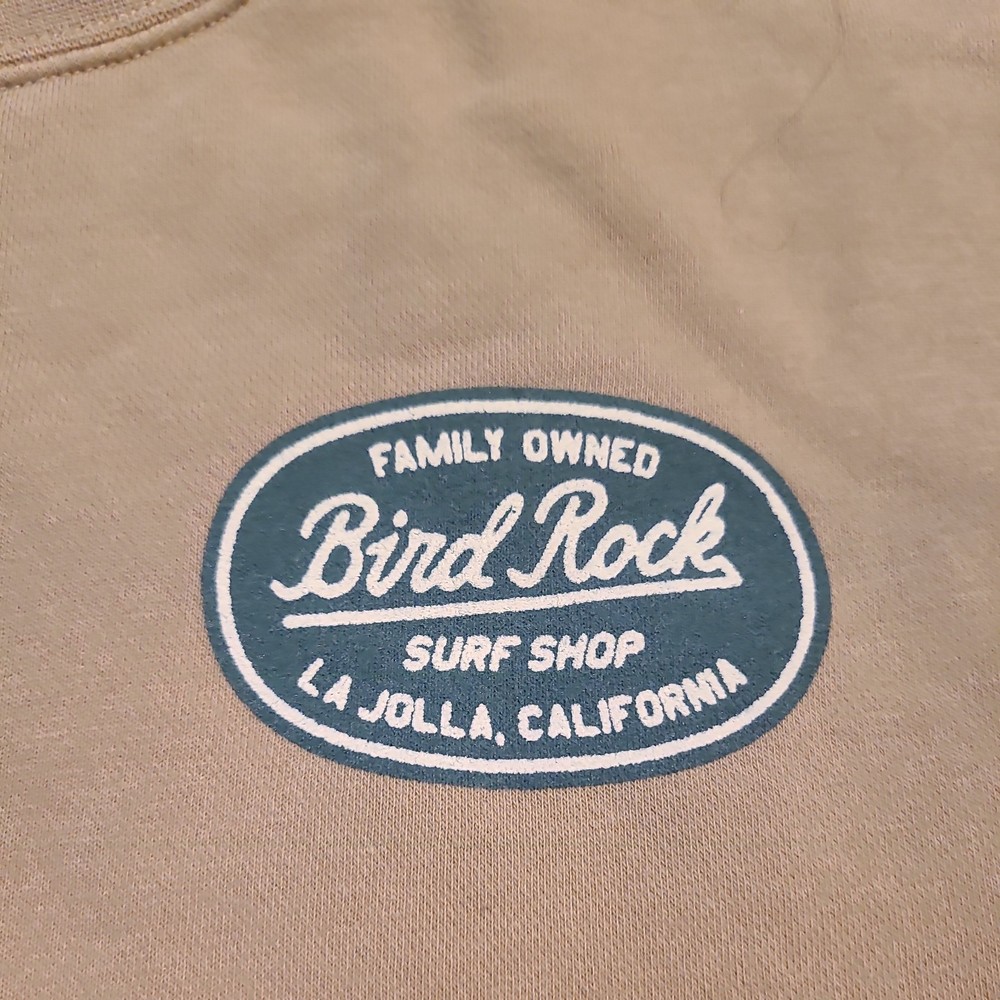 FAMILY OWNED
Bird Rock
SURF SHOP
LA JOLLA, CALIFORNIA